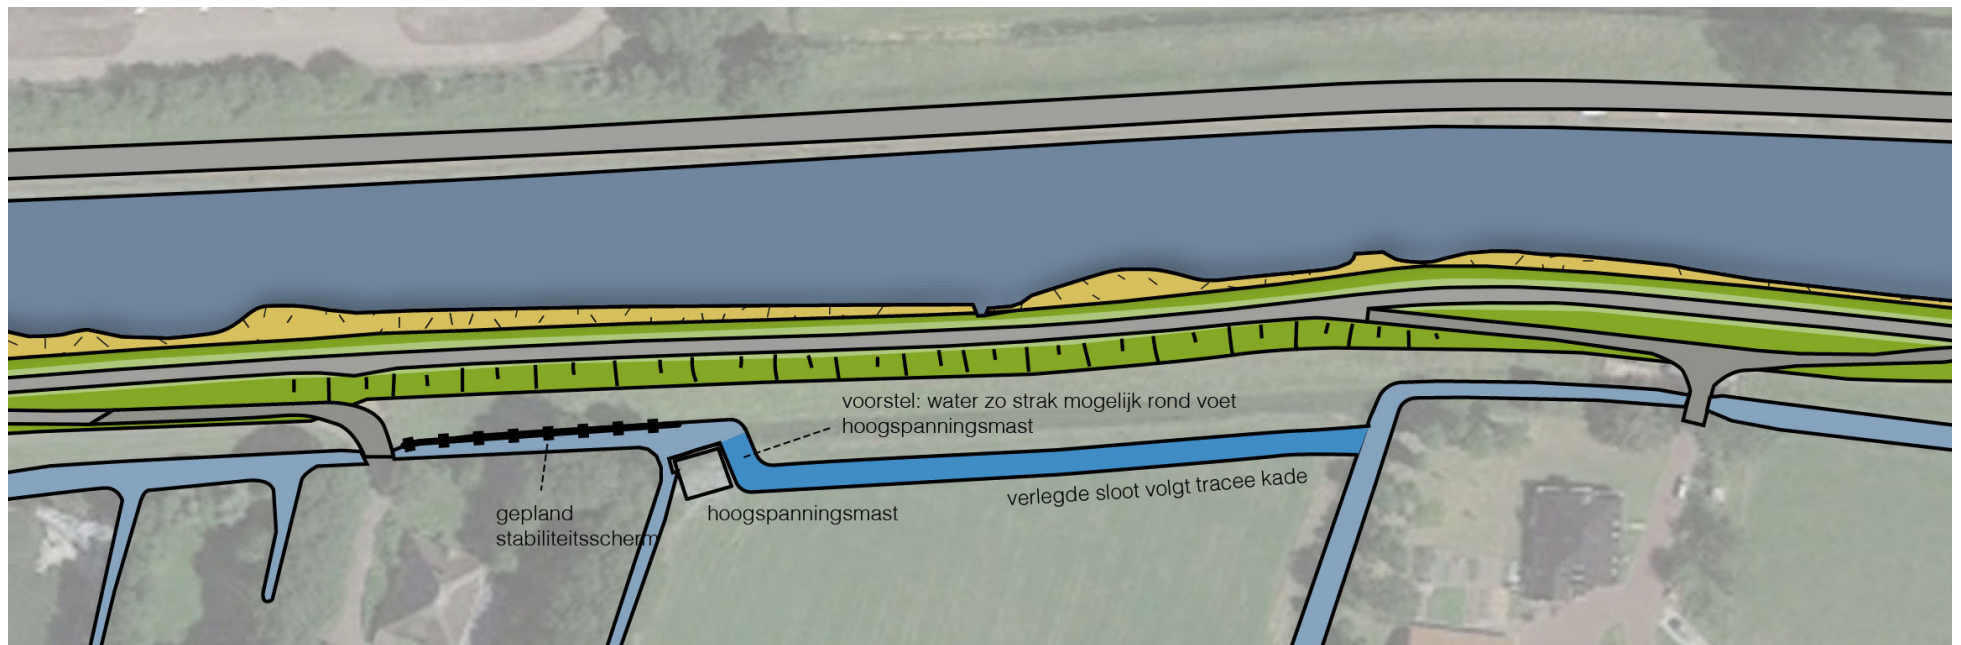 voorstel: water zo strak mogelijk rond voet
hoogspanningsmast
verlegde sloot volgt tracee kade
gepland
stabiliteitsscherm
hoogspanningsmast